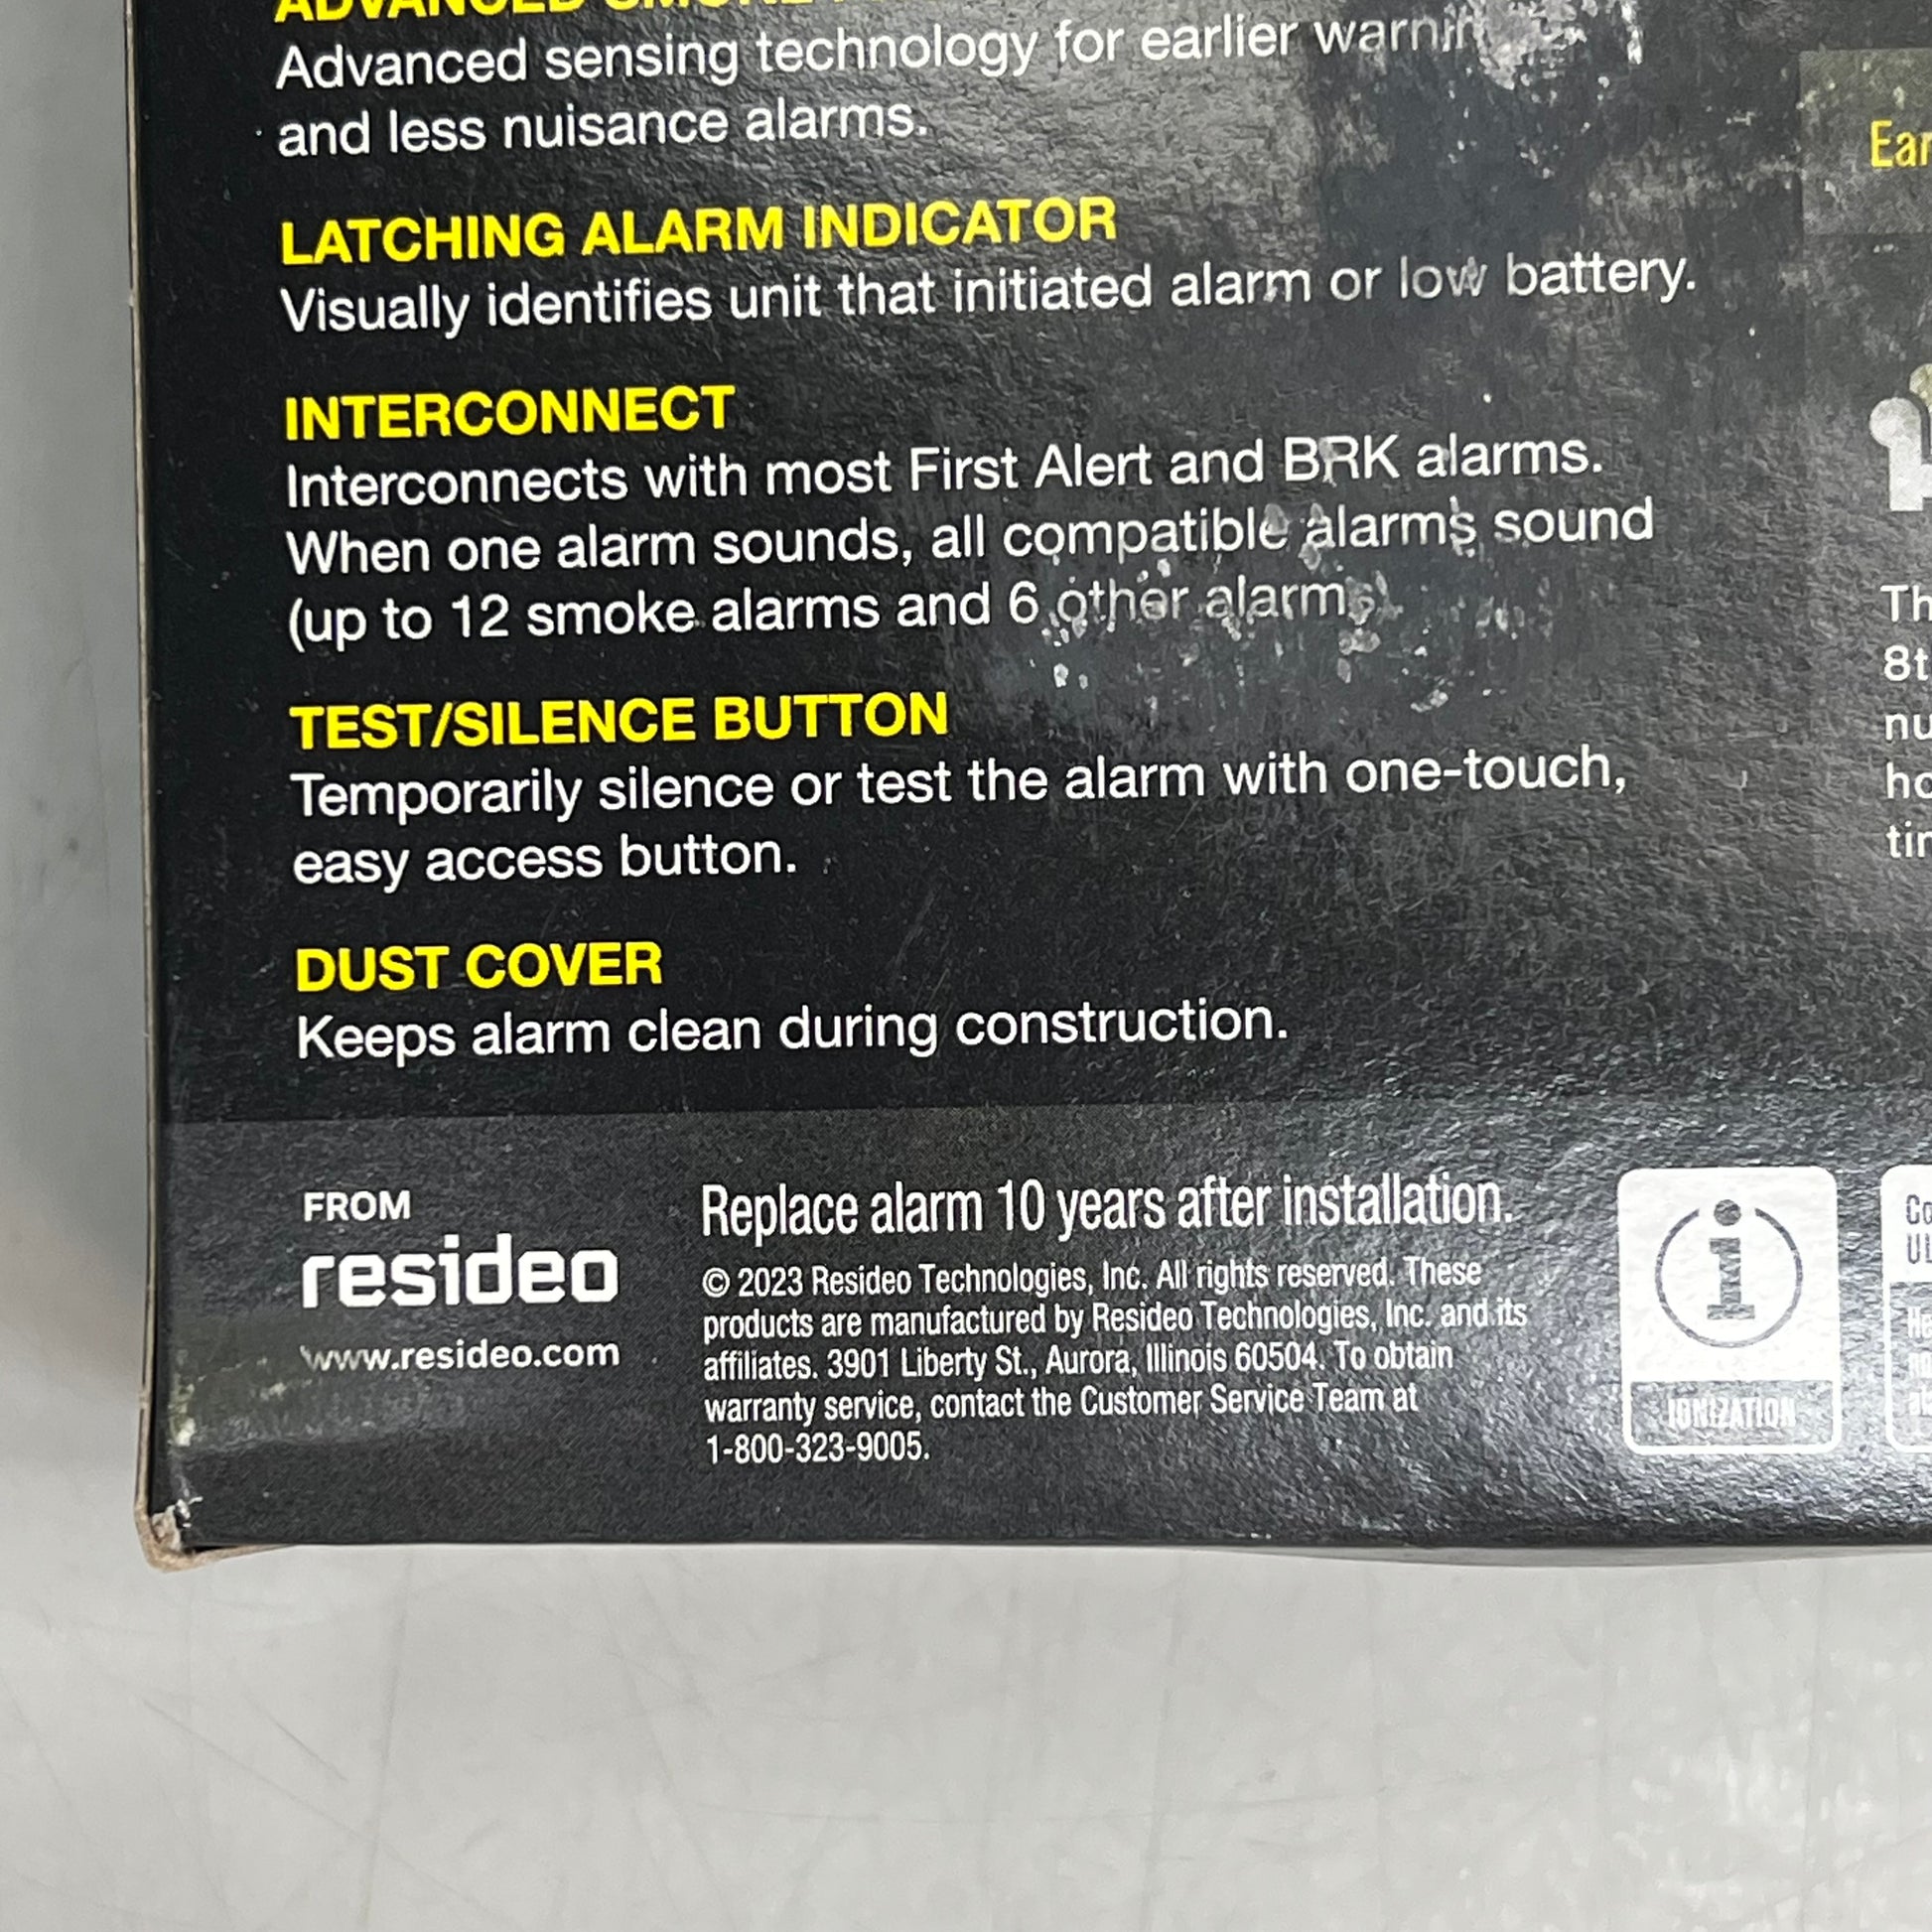 ADVANCED SMOKE
Advanced sensing technology for earlier
and less nuisance alarms.
LATCHING ALARM INDICATOR
Visually identifies unit that initiated alarm or low battery.
INTERCONNECT
Interconnects with most First Alert and BRK alarms.
When one alarm sounds, all compatible alarms sound
(up to 12 smoke alarms and 6 other alarms)
TEST/SILENCE BUTTON
Temporarily silence or test the alarm with one-touch,
easy access button.
DUST COVER
Keeps alarm clean during construction.
FROM
resideo
www.resideo.com
Replace alarm 10 years after installation.
© 2023 Resideo Technologies, Inc. All rights reserved. These
products are manufactured by Resideo Technologies, Inc. and its
affiliates. 3901 Liberty St., Aurora, Illinois 60504. To obtain
warranty service, contact the Customer Service Team at
1-800-323-9005.
i
IONIZATION